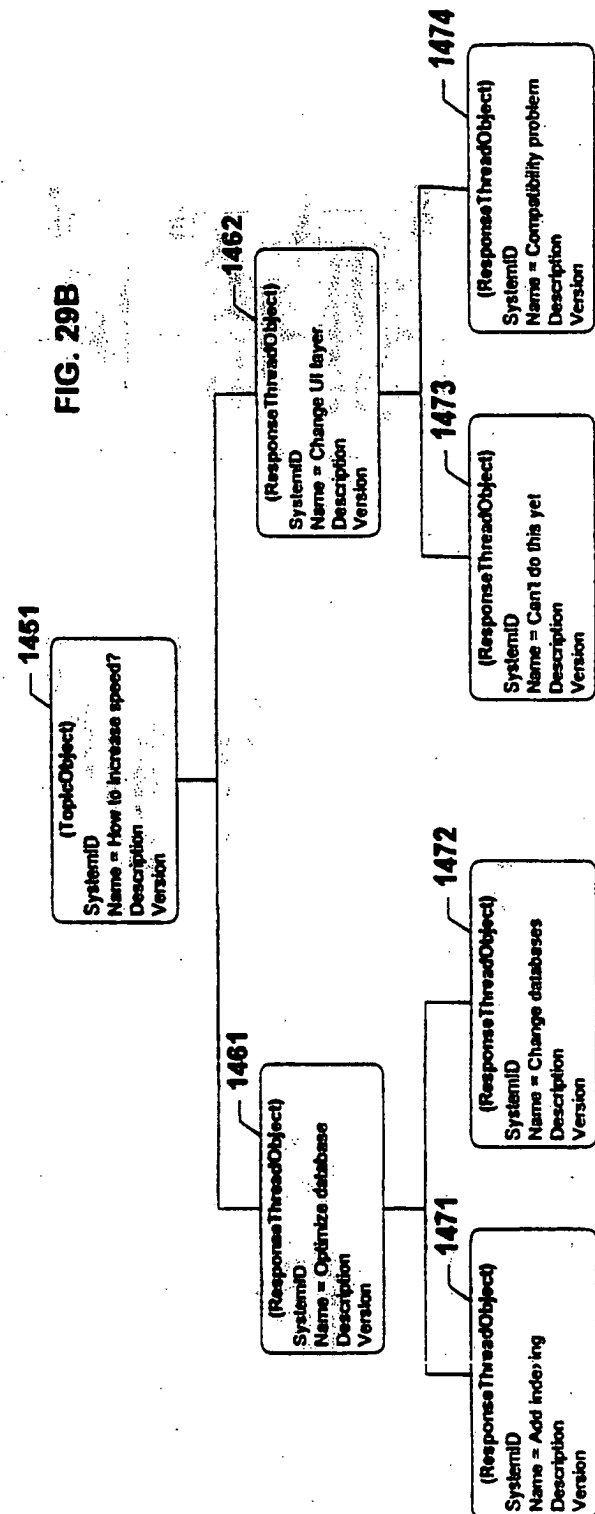 FIG. 29B
1451
(TopicObject)
SystemID
Name = How to increase speed?
Description
Version
1461
(ResponseThreadObject)
SystemID
Name = Optimize database
Description
Version
1462
(ResponseThreadObject)
SystemID
Name = Change UI layer
Description
Version
1471
(ResponseThreadObject)
SystemID
Name = Add indexing
Description
Version
1472
(ResponseThreadObject)
SystemID
Name = Change databases
Description
Version
1473
(ResponseThreadObject)
SystemID
Name = Can't do this yet
Description
Version
1474
(ResponseThreadObject)
SystemID
Name = Compatibility problem
Description
Version